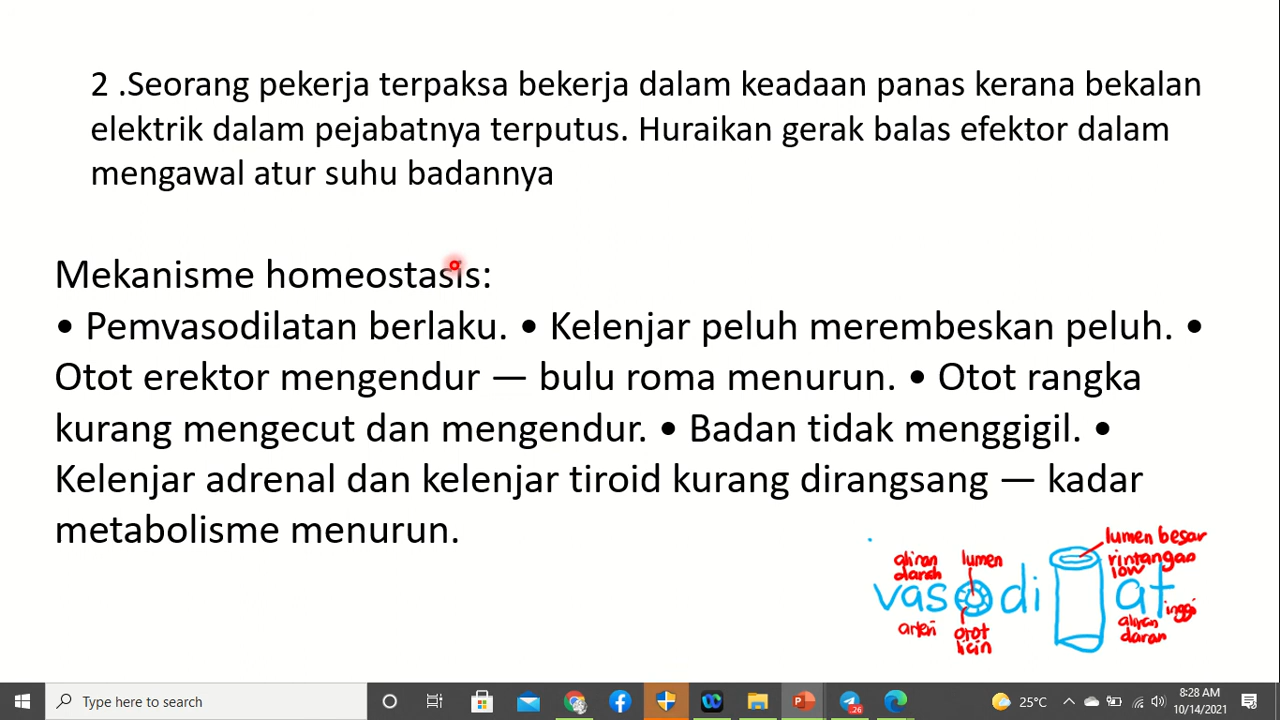 2 .Seorang pekerja terpaksa bekerja dalam keadaan panas kerana bekalan
elektrik dalam pejabatnya terputus. Huraikan gerak balas efektor dalam
mengawal atur suhu badannya
Mekanisme homeostasis:
• Pemvasodilatan berlaku. • Kelenjar peluh merembeskan peluh. •
Otot erektor mengendur — bulu roma menurun. • Otot rangka
kurang mengecut dan mengendur. • Badan tidak menggigil. •
Kelenjar adrenal dan kelenjar tiroid kurang dirangsang — kadar
metabolisme menurun.
lumen besar
rintangan
low
aliran
darah
lumen
vasodilat
inggi
arteri
otot
licin
aliran
darah
Type here to search
26
25°C
8:28 AM
10/14/2021